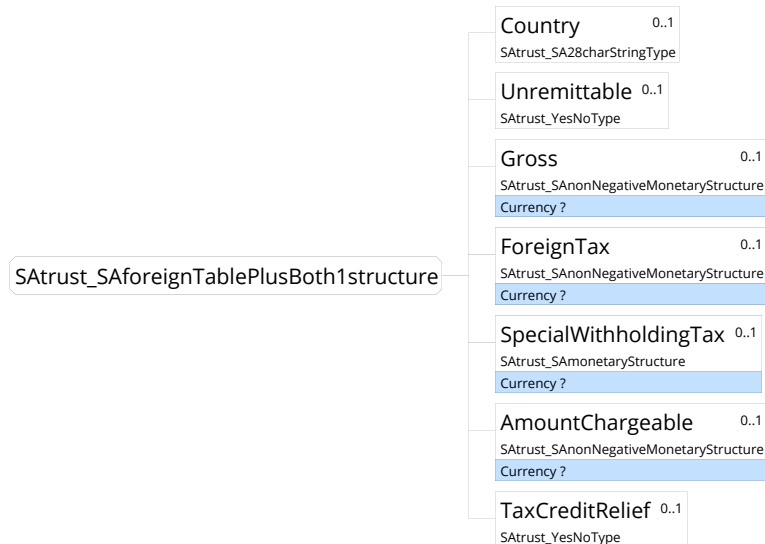 SAtrust_SAforeignTablePlusBoth1structure
Country 0..1
SAtrust_SA28charStringType
Unremittable 0..1
SAtrust_YesNoType
Gross 0..1
SAtrust_SAnonNegativeMonetaryStructure
Currency ?
ForeignTax 0..1
SAtrust_SAnonNegativeMonetaryStructure
Currency ?
SpecialWithholdingTax 0..1
SAtrust_SAmonetaryStructure
Currency ?
AmountChargeable 0..1
SAtrust_SAnonNegativeMonetaryStructure
Currency ?
TaxCreditRelief 0..1
SAtrust_YesNoType